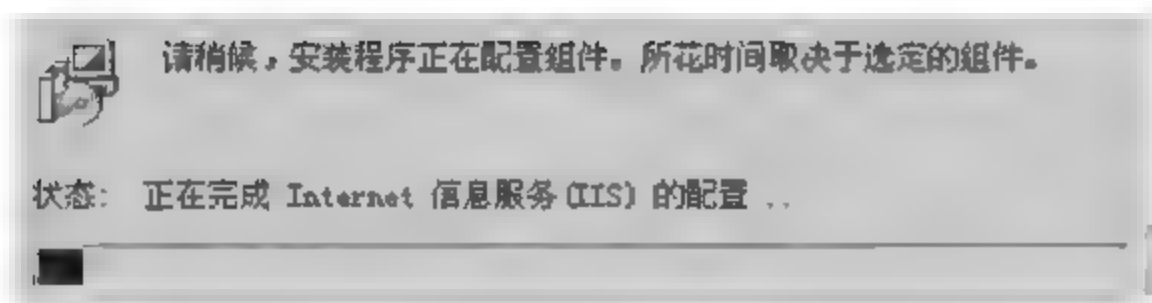 请稍候，安装程序正在配置组件。所花时间取决于选定的组件。
状态： 正在完成 Internet 信息服务(IIS) 的配置 ..